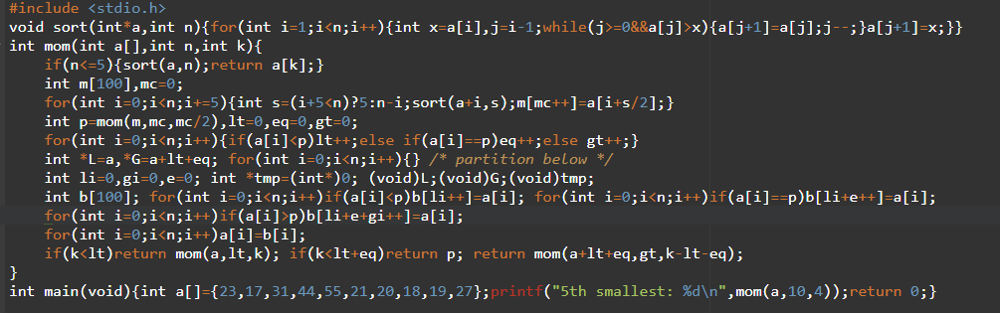 #include <stdio.h>
void sort(int*a,int n){for(int i=1;i<n;i++){int x=a[i],j=i-1;while(j>=0&&a[j]>x){a[j+1]=a[j];j--;}a[j+1]=x;}}
int mom(int a[],int n,int k){
    if(n<=5){sort(a,n);return a[k];}
    int m[100],mc=0;
    for(int i=0;i<n;i+=5){int s=(i+5<n)?5:n-i;sort(a+i,s);m[mc++]=a[i+s/2];}
    int p=mom(m,mc,mc/2),lt=0,eq=0,gt=0;
    for(int i=0;i<n;i++){if(a[i]<p)lt++;else if(a[i]==p)eq++;else gt++;}
    int *L=a,*G=a+lt+eq; for(int i=0;i<n;i++){} /* partition below */
    int li=0,gi=0,e=0; int *tmp=(int*)0; (void)L;(void)G;(void)tmp;
    int b[100]; for(int i=0;i<n;i++)if(a[i]<p)b[li++]=a[i]; for(int i=0;i<n;i++)if(a[i]==p)b[li+e++]=a[i];
    for(int i=0;i<n;i++)if(a[i]>p)b[li+e+gi++]=a[i];
    for(int i=0;i<n;i++)a[i]=b[i];
    if(k<lt)return mom(a,lt,k); if(k<lt+eq)return p; return mom(a+lt+eq,gt,k-lt-eq);
}
int main(void){int a[]={23,17,31,44,55,21,20,18,19,27};printf("5th smallest: %d\n",mom(a,10,4));return 0;}